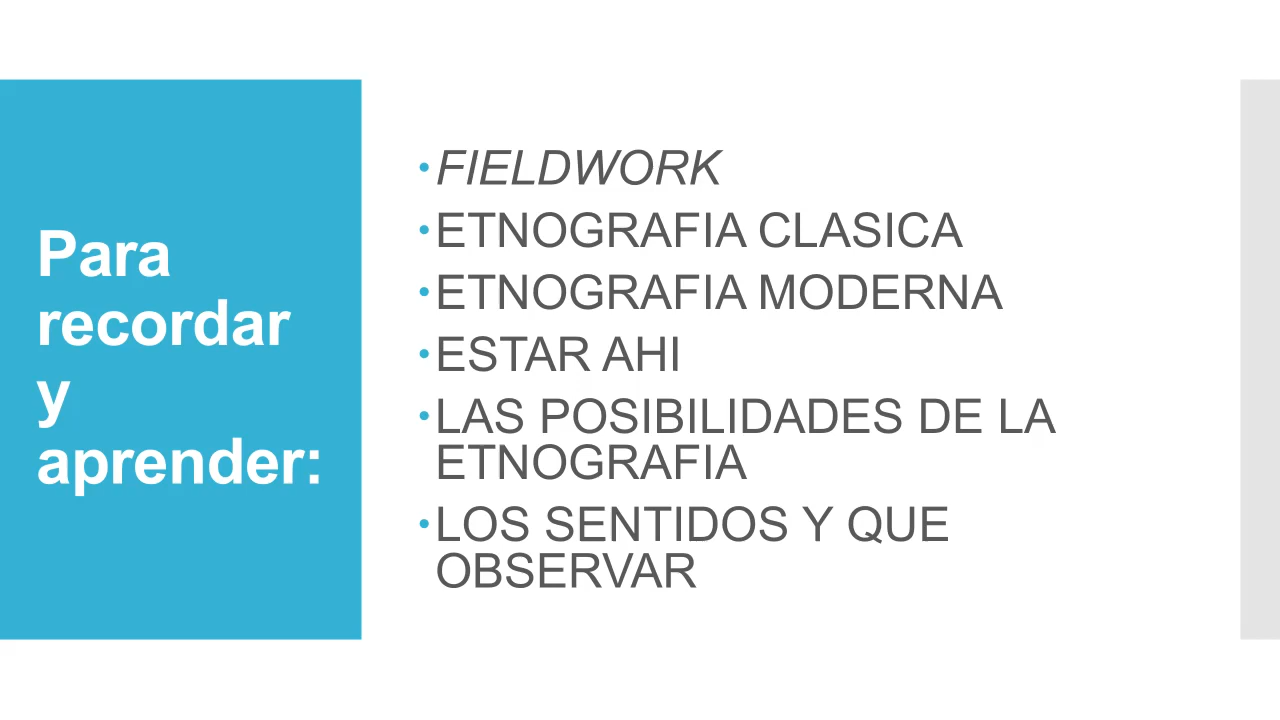 Para
recordar
y
aprender:
• FIELDWORK
• ETNOGRAFIA CLASICA
• ETNOGRAFIA MODERNA
• ESTAR AHI
• LAS POSIBILIDADES DE LA
ETNOGRAFIA
• LOS SENTIDOS Y QUE
OBSERVAR